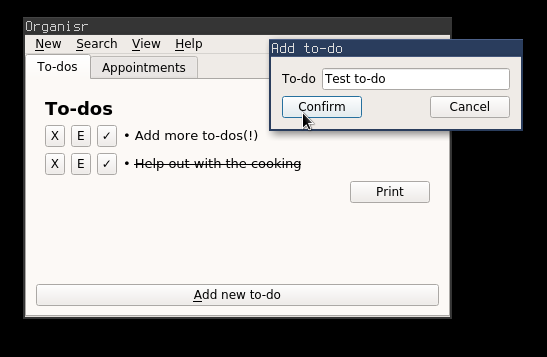 Organisr
New Search View Help
To-dos Appointments
To-dos
X E ✓ • Add more to-dos(!)
X E ✓ • Help out with the cooking
Print
Add new to-do
Add to-do
To-do Test to-do
Confirm Cancel